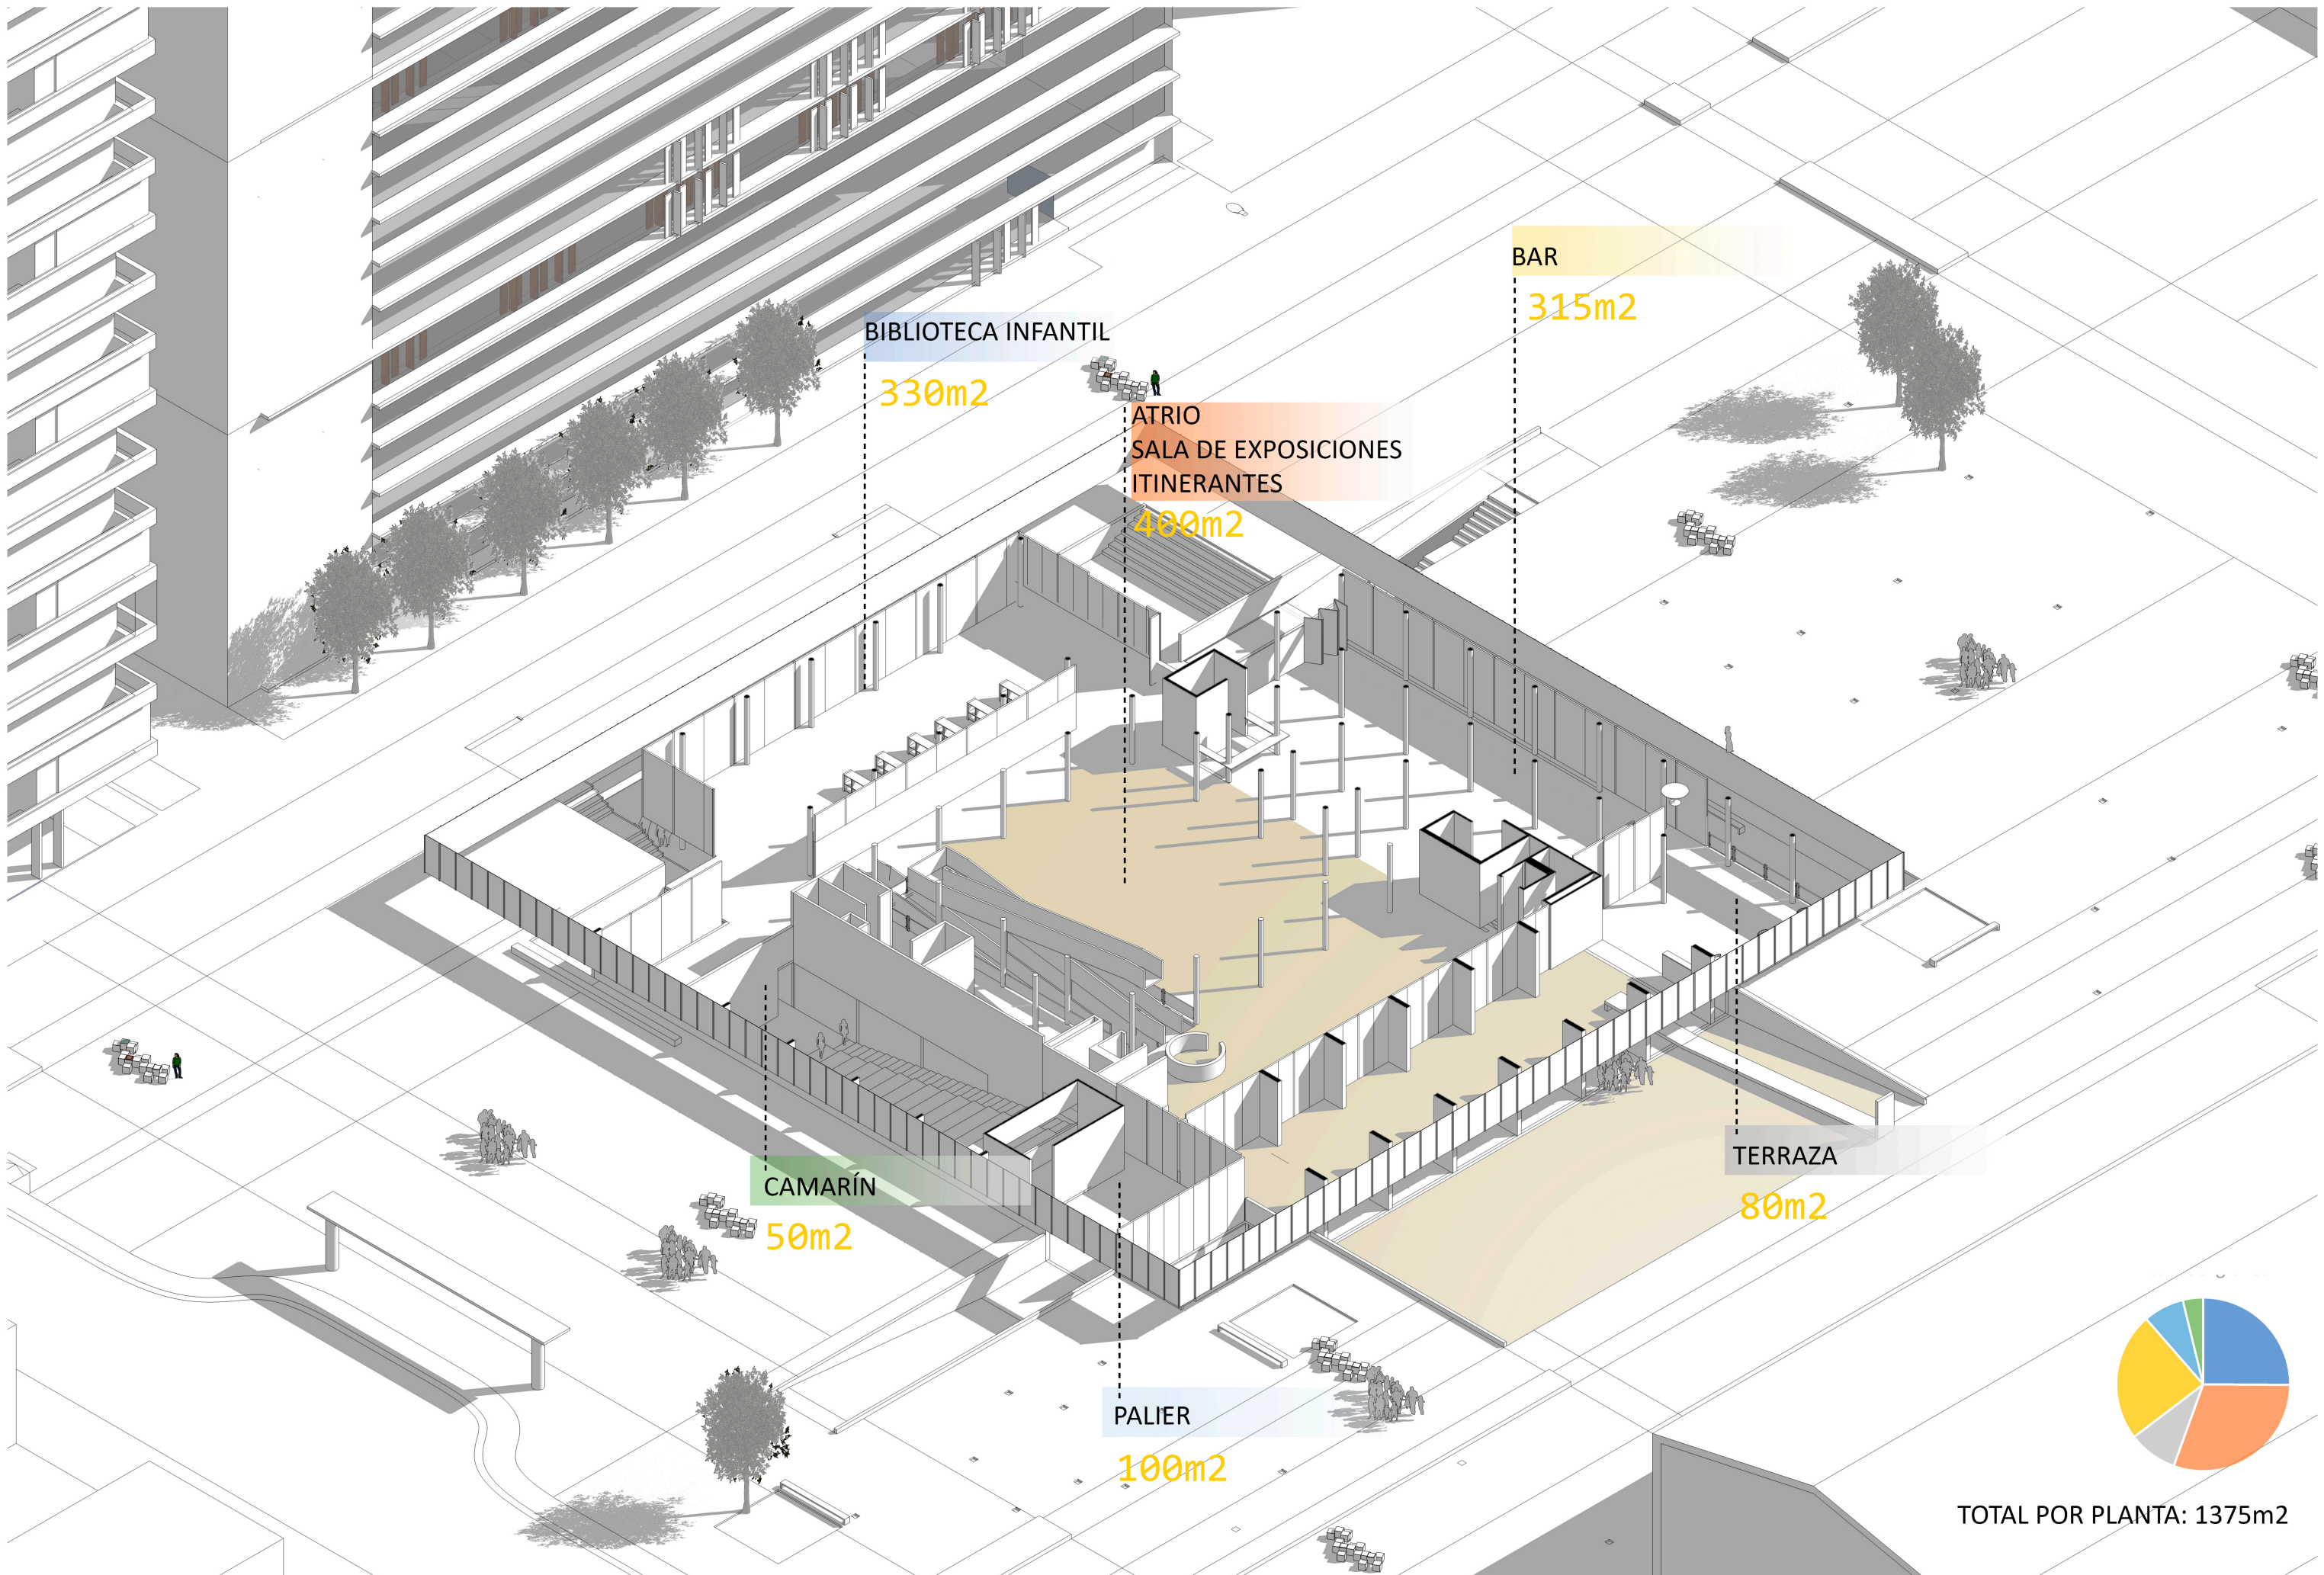 BAR
315m2
BIBLIOTECA INFANTIL
330m2
ATRIO
SALA DE EXPOSICIONES
ITINERANTES
400m2
TERRAZA
80m2
CAMARÍN
50m2
PALIER
100m2
TOTAL POR PLANTA: 1375m2